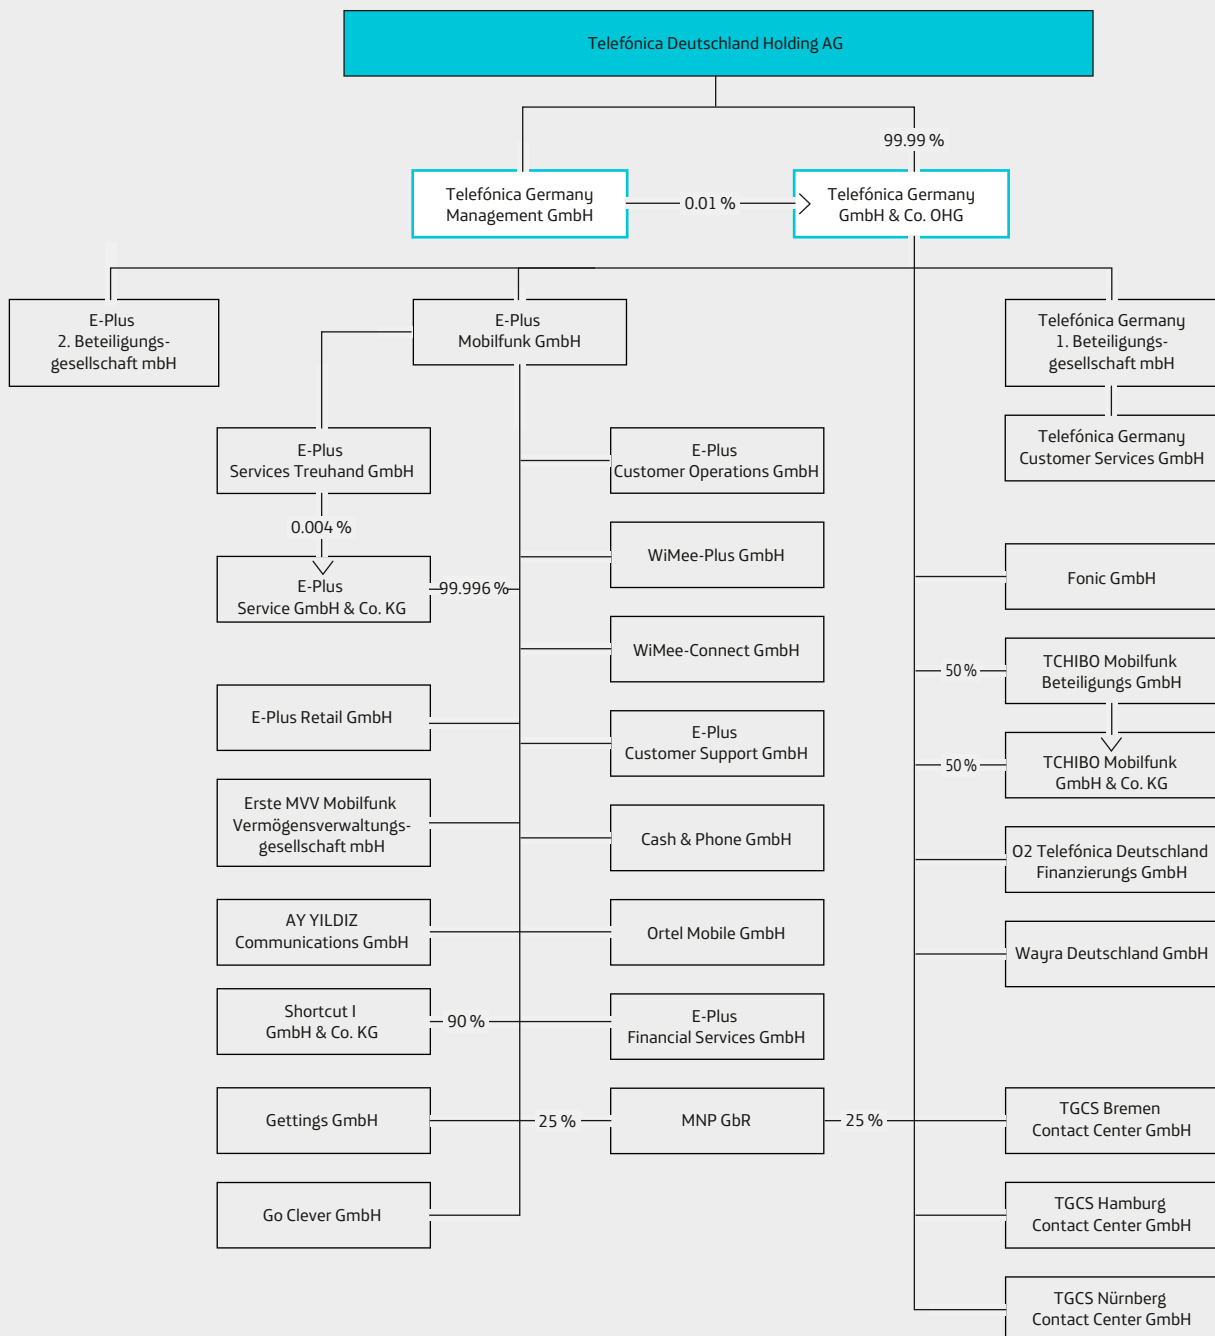 Telefónica Deutschland Holding AG
99.99 %
Telefónica Germany
Management GmbH
0.01 %
Telefónica Germany
GmbH & Co. OHG
E-Plus
2. Beteiligungs-
gesellschaft mbH
E-Plus
Mobilfunk GmbH
Telefónica Germany
1. Beteiligungs-
gesellschaft mbH
E-Plus
Services Treuhand GmbH
E-Plus
Customer Operations GmbH
Telefónica Germany
Customer Services GmbH
0.004 %
WiMee-Plus GmbH
E-Plus
Service GmbH & Co. KG
99.996 %
Fonic GmbH
WiMee-Connect GmbH
50 %
TCHIBO Mobilfunk
Beteiligungs GmbH
E-Plus Retail GmbH
E-Plus
Customer Support GmbH
50 %
TCHIBO Mobilfunk
GmbH & Co. KG
Erste MVV Mobilfunk
Vermögensverwaltungs-
gesellschaft mbH
Cash & Phone GmbH
O2 Telefónica Deutschland
Finanzierungs GmbH
AY YILDIZ
Communications GmbH
Ortel Mobile GmbH
Wayra Deutschland GmbH
Shortcut I
GmbH & Co. KG
90 %
E-Plus
Financial Services GmbH
Gettings GmbH
25 %
MNP GbR
25 %
TGCS Bremen
Contact Center GmbH
Go Clever GmbH
TGCS Hamburg
Contact Center GmbH
TGCS Nürnberg
Contact Center GmbH